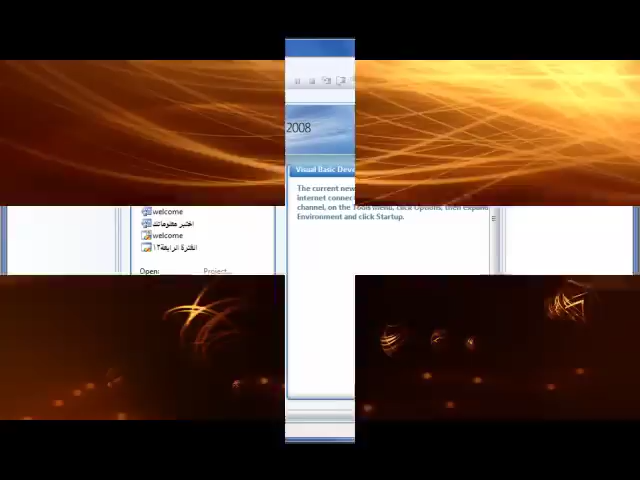 2008
Visual Basic Deve
The current new
internet connec
channel, on the Tools menu, click Options, then expand
Environment and click Startup.
welcome
اختبر معلوماتك
welcome
الفترة الرابعة١٢
Open:
Project...